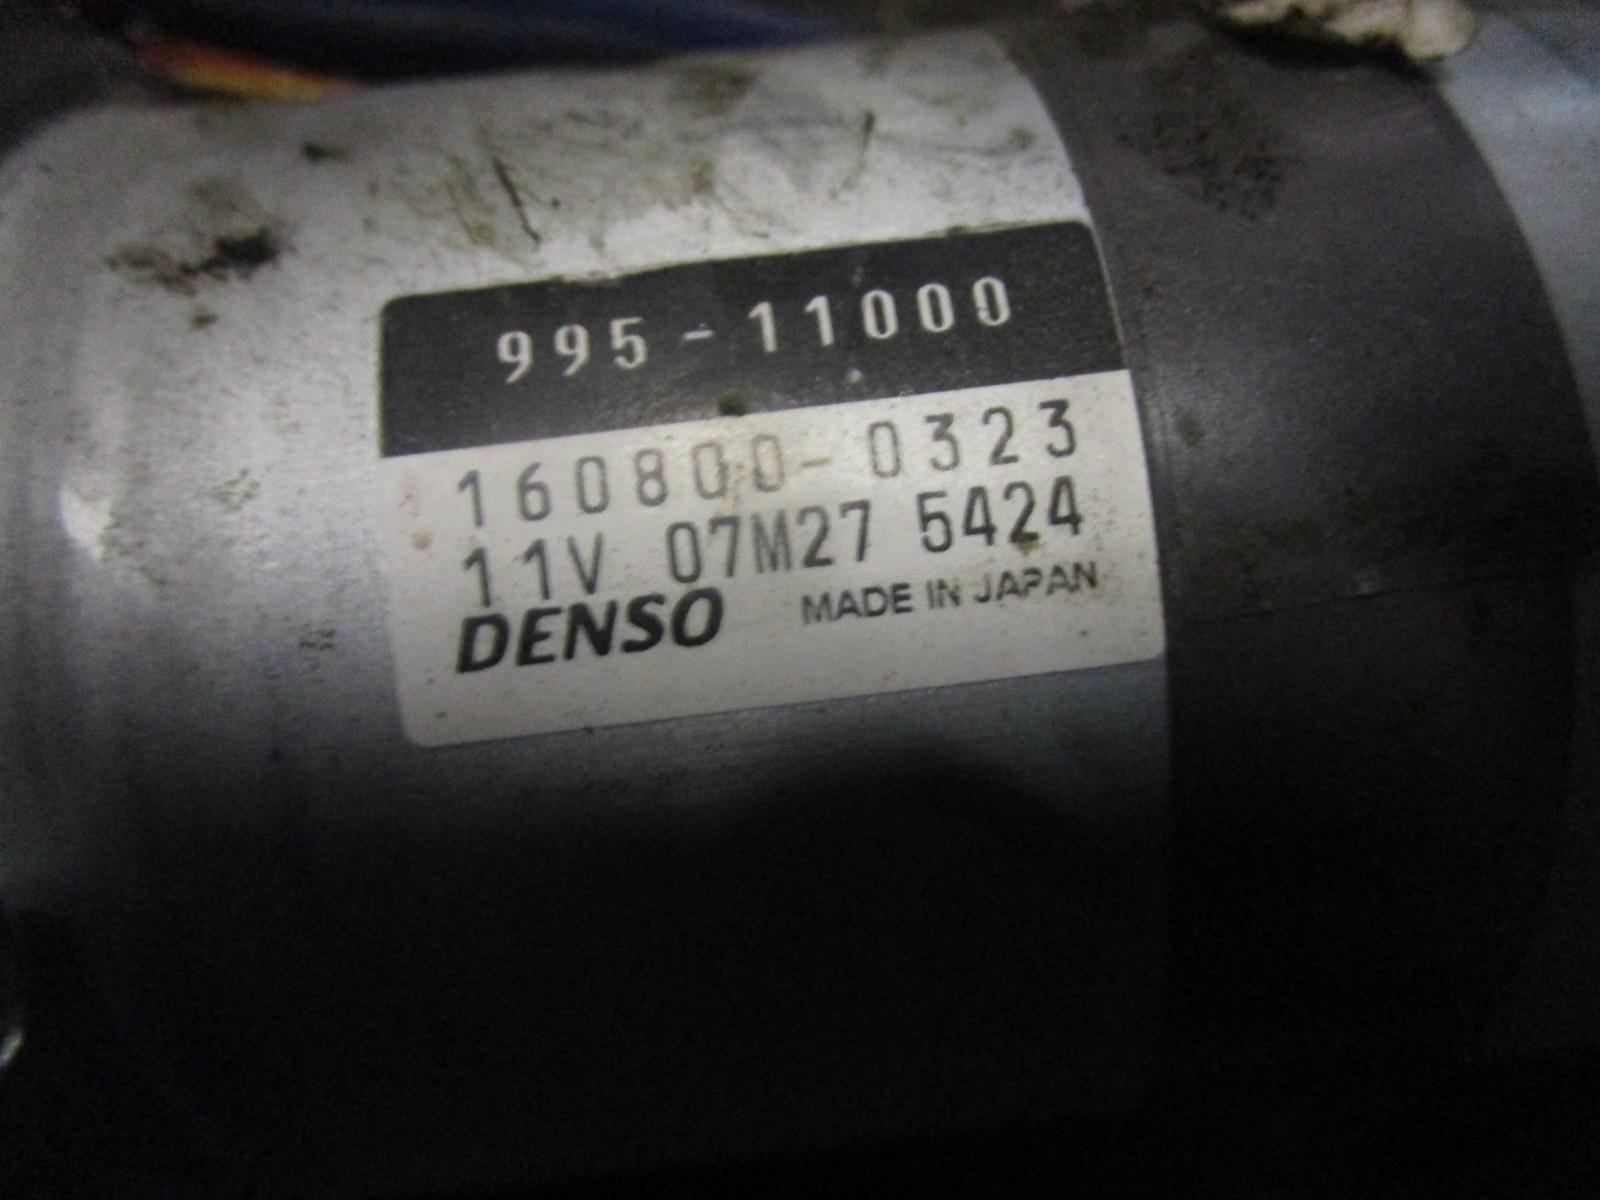 995-11000
160800-0323
11V 07M27 5424
DENSO MADE IN JAPAN